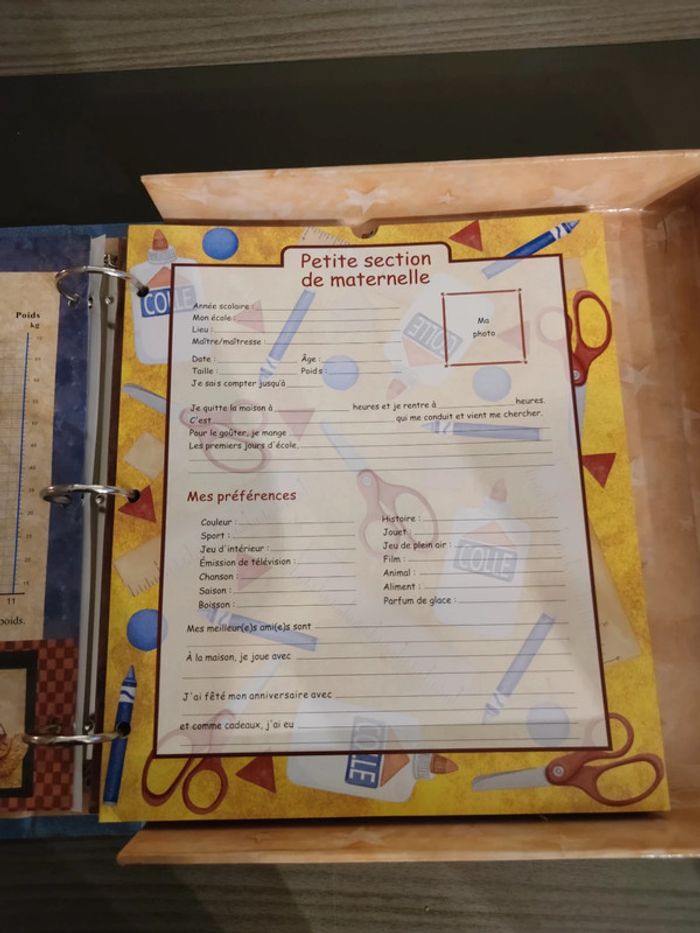 Poids
kg
11
poids.
COLLE
Petite section
de maternelle
Année scolaire :
Mon école :
Lieu :
Maître/maîtresse :
Ma
photo
COLLE
Date : Âge :
Taille : Poids :
Je sais compter jusqu'à
Je quitte la maison à heures et je rentre à heures.
C'est qui me conduit et vient me chercher.
Pour le goûter, je mange
Les premiers jours d'école,
Mes préférences
Couleur :
Sport :
Jeu d'intérieur :
Émission de télévision :
Chanson :
Saison :
Boisson :
Histoire :
Jouet :
Jeu de plein air :
Film :
Animal :
Aliment :
Parfum de glace :
COLLE
Mes meilleur(e)s ami(e)s sont
À la maison, je joue avec
J'ai fêté mon anniversaire avec
et comme cadeaux, j'ai eu
COLLE